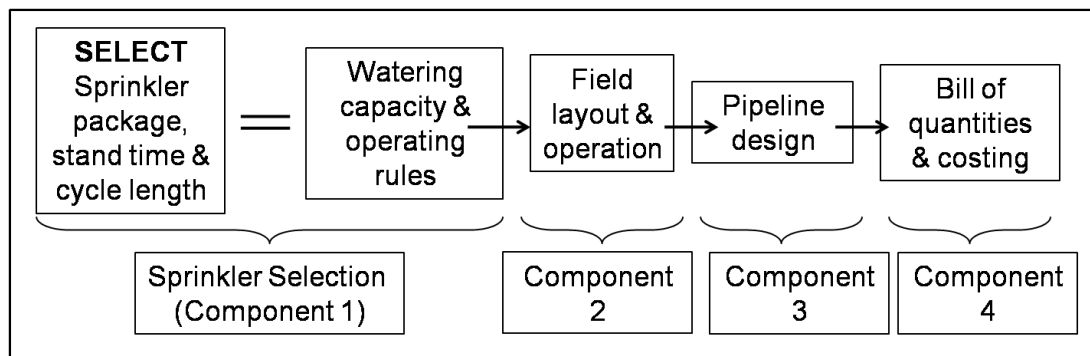 SELECT
Sprinkler
package,
stand time &
cycle length
=
Watering
capacity &
operating
rules
Field
layout &
operation
Pipeline
design
Bill of
quantities
& costing
Sprinkler Selection
(Component 1)
Component
2
Component
3
Component
4